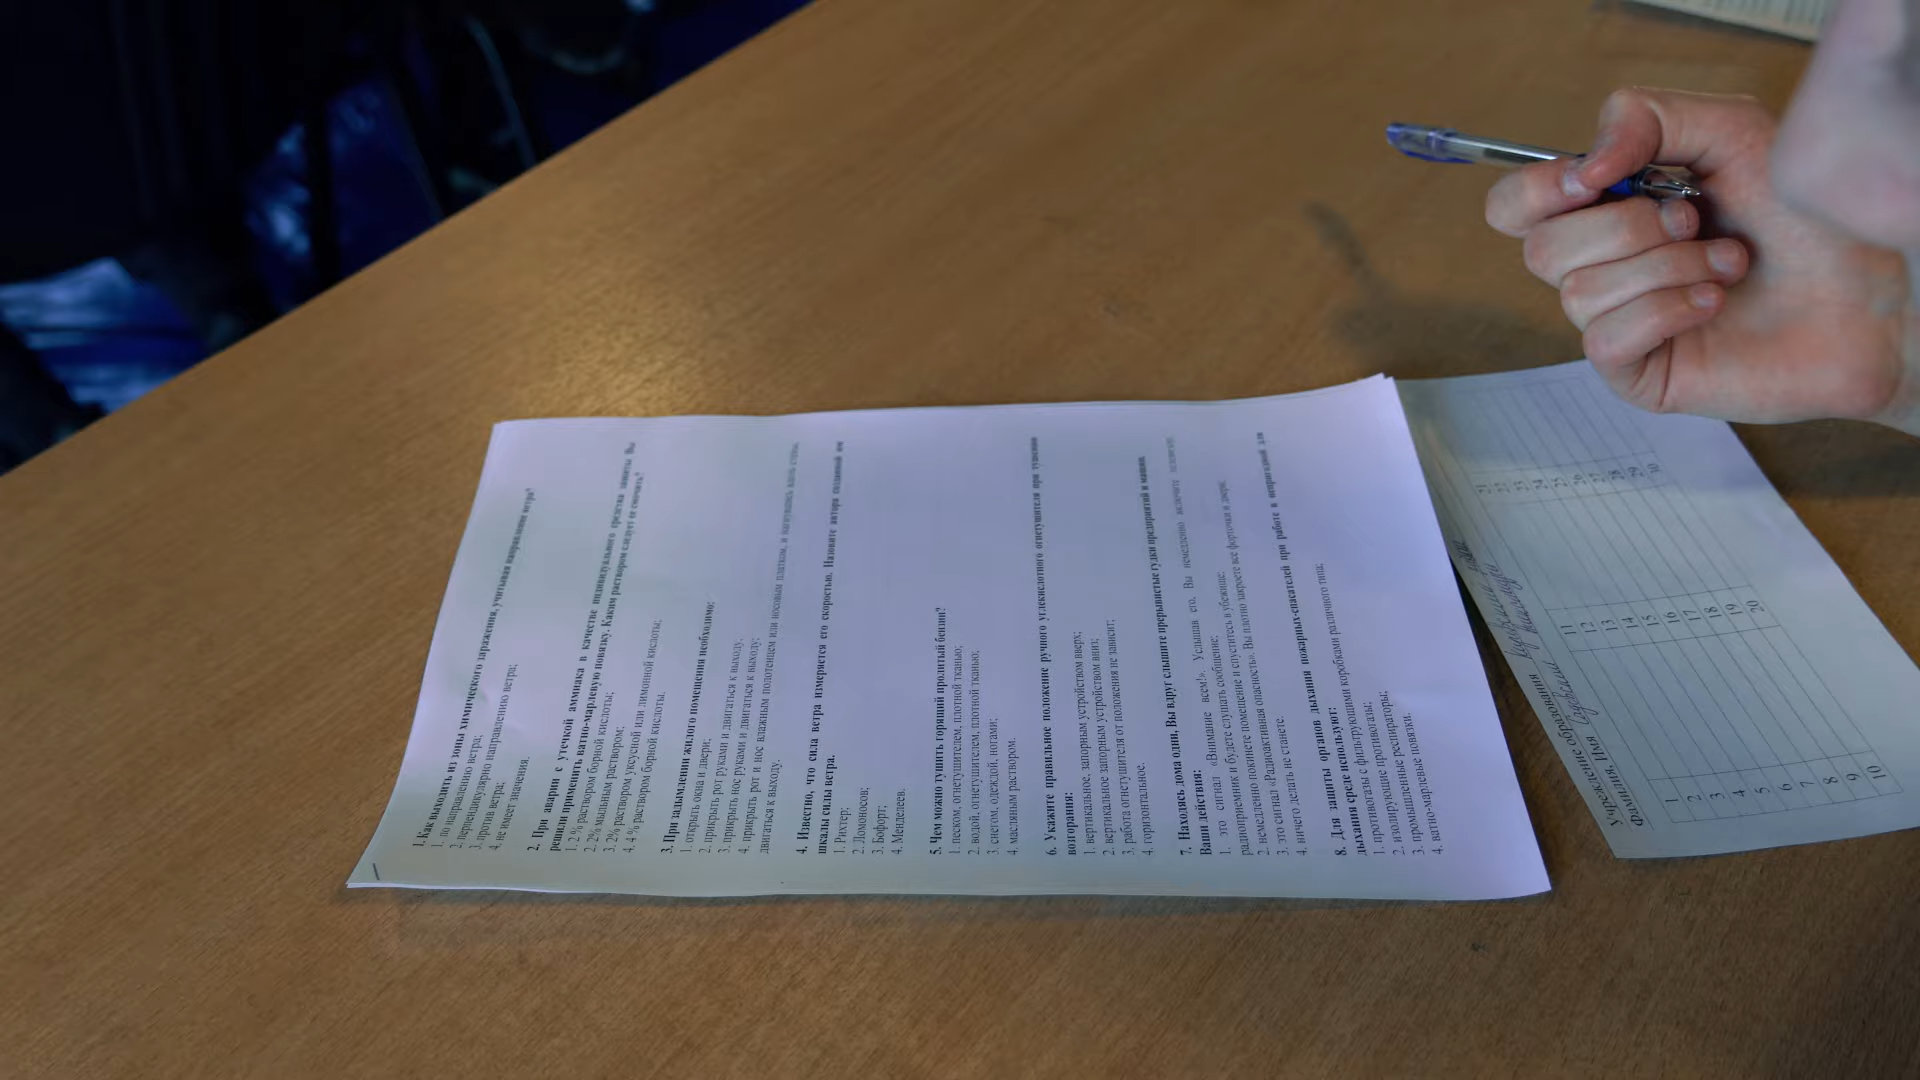 1. Как выходить из зоны химического заражения, учитывая направление ветра?
1. по направлению ветра;
2. перпендикулярно направлению ветра;
3. против ветра;
4. не имеет значения.
2. При аварии с утечкой аммиака в качестве индивидуального средства защиты Вы
решили применить ватно-марлевую повязку. Каким раствором следует ее смочить?
1. 2 % раствором борной кислоты;
2. 2% мыльным раствором;
3. 2% раствором уксусной или лимонной кислоты;
4. 4 % раствором борной кислоты.
3. При задымлении жилого помещения необходимо:
1. открыть окна и двери;
2. прикрыть рот руками и двигаться к выходу;
3. прикрыть нос руками и двигаться к выходу;
4. прикрыть рот и нос влажным полотенцем или носовым платком, и нагнувшись вдоль стены,
двигаться к выходу.
4. Известно, что сила ветра измеряется его скоростью. Назовите автора созданной им
шкалы силы ветра.
1. Рихтер;
2. Ломоносов;
3. Бофорт;
4. Менделеев.
5. Чем можно тушить горящий пролитый бензин?
1. песком, огнетушителем, плотной тканью;
2. водой, огнетушителем, плотной тканью;
3. снегом, одеждой, ногами;
4. масляным раствором.
6. Укажите правильное положение ручного углекислотного огнетушителя при тушении
возгорания:
1. вертикальное, запорным устройством вверх;
2. вертикальное запорным устройством вниз;
3. работа огнетушителя от положения не зависит;
4. горизонтальное.
7. Находясь дома один, Вы вдруг слышите прерывистые гудки предприятий и машин.
Ваши действия:
1. это сигнал «Внимание всем!». Услышав его, Вы немедленно включите телевизор,
радиоприемник и будете слушать сообщение;
2. немедленно покинете помещение и спуститесь в убежище;
3. это сигнал «Радиоактивная опасность». Вы плотно закроете все форточки и двери;
4. ничего делать не станете.
8. Для защиты органов дыхания пожарных-спасателей при работе в непригодной для
дыхания среде используют:
1. противогазы с фильтрующими коробками различного типа;
2. изолирующие противогазы;
3. промышленные респираторы;
4. ватно-марлевые повязки.
Учреждение образования
Фамилия, Имя
1 11 21
2 12 22
3 13 23
4 14 24
5 15 25
6 16 26
7 17 27
8 18 28
9 19 29
10 20 30